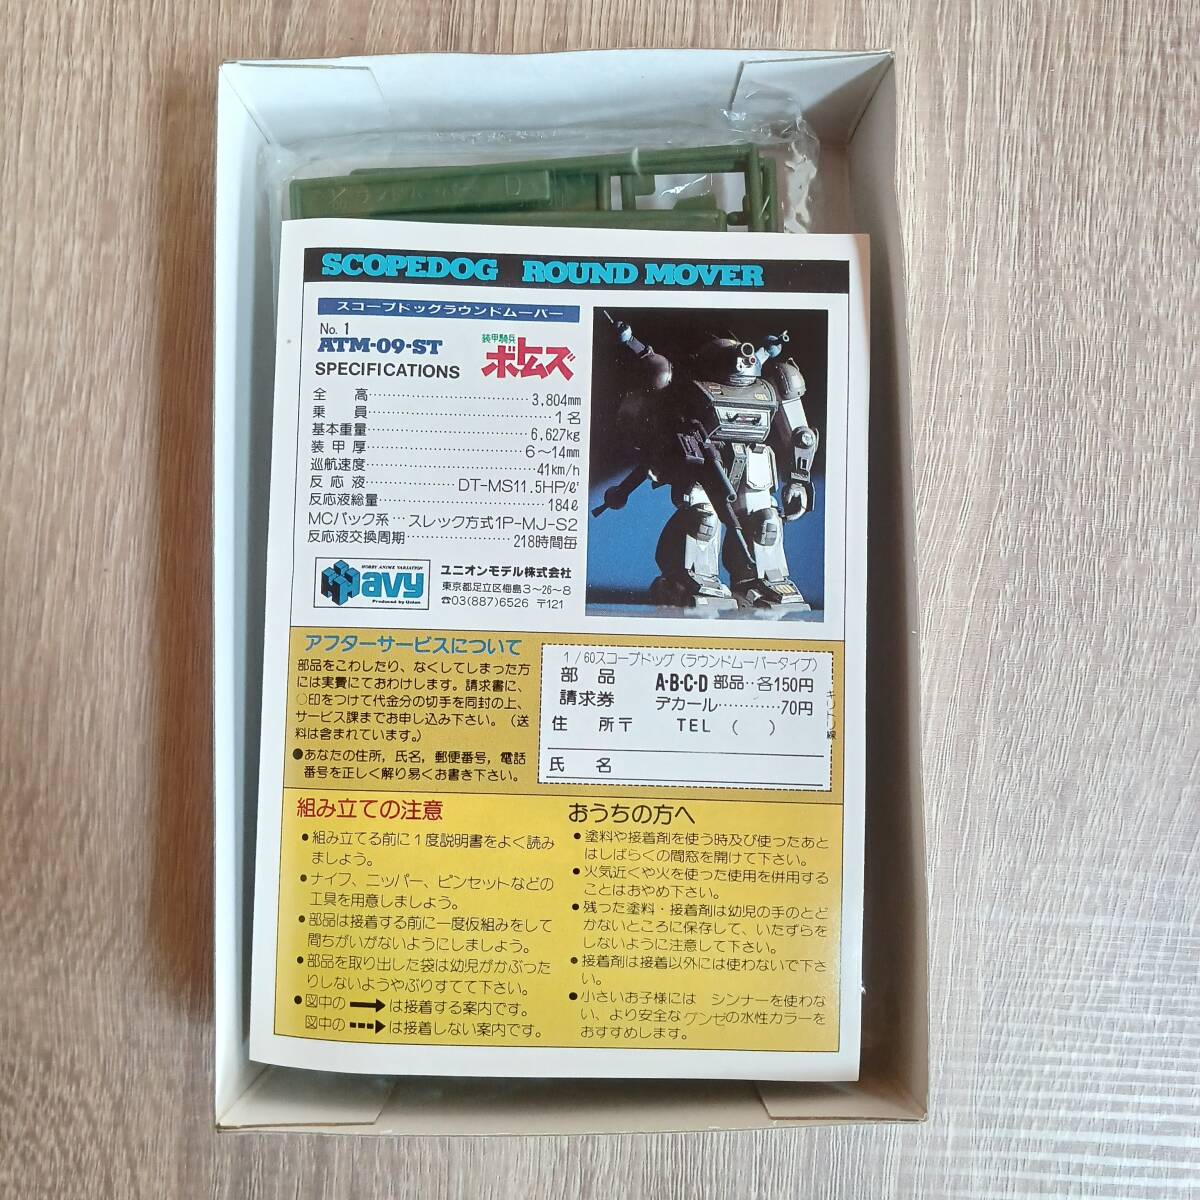 D
SCOPEDOG ROUND MOVER
スコープドッグラウンドムーバー
No. 1
ATM-09-ST
SPECIFICATIONS
装甲騎兵
ボトムズ
全高……………………3,804mm
乗員……………………1名
基本重量……………………6,627kg
装甲厚……………………6〜14mm
巡航速度……………………41km/h
反応液……………………DT-MS11.5HP/ℓ'
反応液総量……………………184ℓ
MCパック系…スレック方式1P-MJ-S2
反応液交換周期……………………218時間毎
HOBBY ANIME VARIATION
Havy
Produced by Union
ユニオンモデル株式会社
東京都足立区梅島3〜26〜8
☎03(887)6526 〒121
アフターサービスについて
部品をこわしたり、なくしてしまった方
には実費にておわけします。請求書に、
○印をつけて代金分の切手を同封の上、
サービス課までお申し込み下さい。(送
料は含まれています。)
●あなたの住所,氏名,郵便番号,電話
番号を正しく解り易くお書き下さい。
1/60スコープドッグ(ラウンドムーバータイプ)
部品 A・B・C・D 部品‥各150円
請求券 デカール…………70円
住所〒 TEL ( )
氏名
キリトリ線
組み立ての注意
●組み立てる前に1度説明書をよく読み
ましょう。
●ナイフ、ニッパー、ピンセットなどの
工具を用意しましょう。
●部品は接着する前に一度仮組みをして
間ちがいがないようにしましょう。
●部品を取り出した袋は幼児がかぶった
りしないようやぶりすてて下さい。
●図中の→は接着する案内です。
図中の⇢は接着しない案内です。
おうちの方へ
●塗料や接着剤を使う時及び使ったあと
はしばらくの間窓を開けて下さい。
●火気近くや火を使った使用を併用する
ことはおやめ下さい。
●残った塗料・接着剤は幼児の手のとど
かないところに保存して、いたずらを
しないように注意して下さい。
●接着剤は接着以外には使わないで下さ
い。
●小さいお子様には シンナーを使わな
い、より安全なグンゼの水性カラーを
おすすめします。